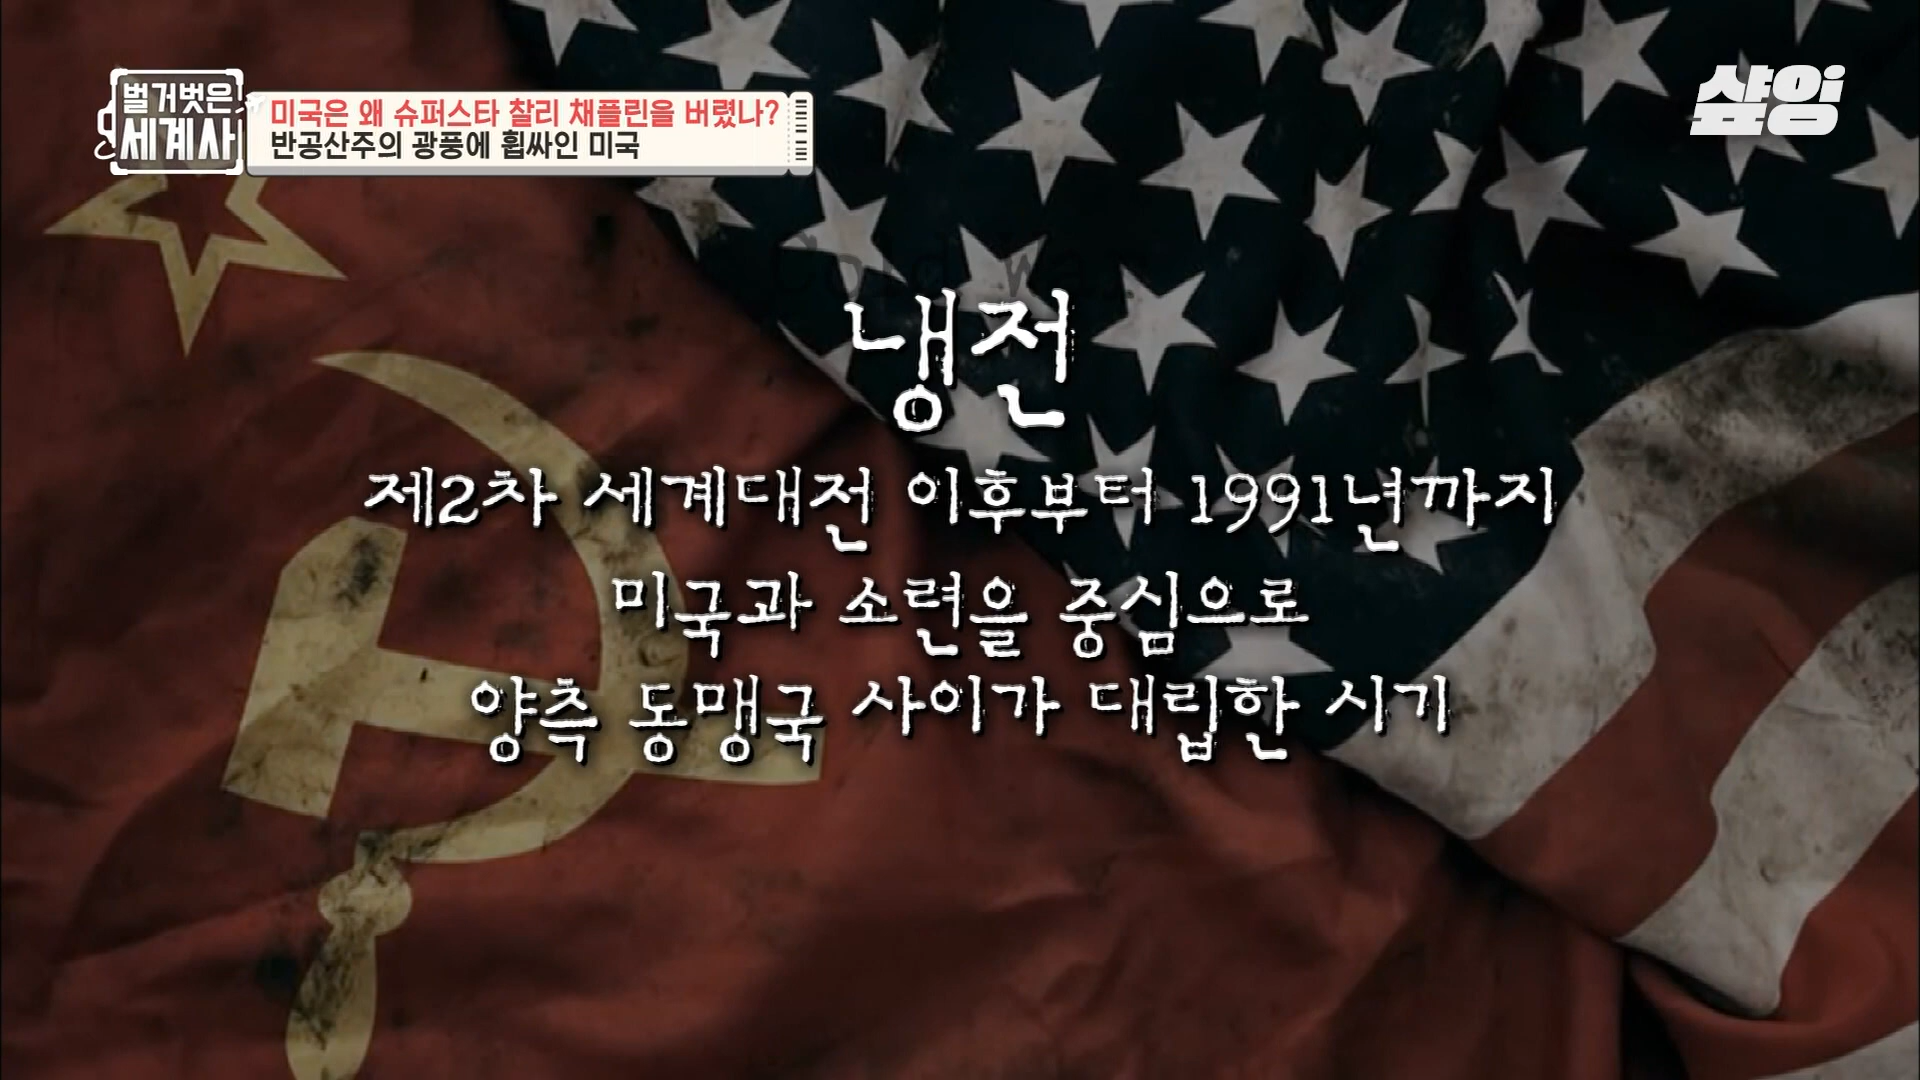 벌거벗은
세계사
미국은 왜 슈퍼스타 찰리 채플린을 버렸나?
반공산주의 광풍에 휩싸인 미국
샾잉
Cold war
냉전
제2차 세계대전 이후부터 1991년까지
미국과 소련을 중심으로
양측 동맹국 사이가 대립한 시기